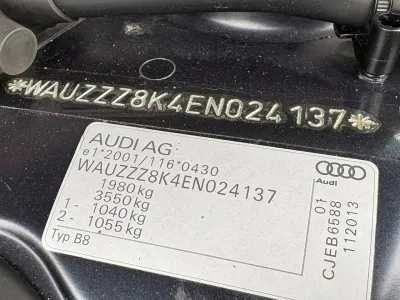 *WAUZZZ8K4EN024137*
AUDI AG
e1*2001/116*0430
WAUZZZ8K4EN024137
1980kg
3550kg
1- 1040kg
2- 1055kg
Typ B8
Audi
CJEB6588 01
112013